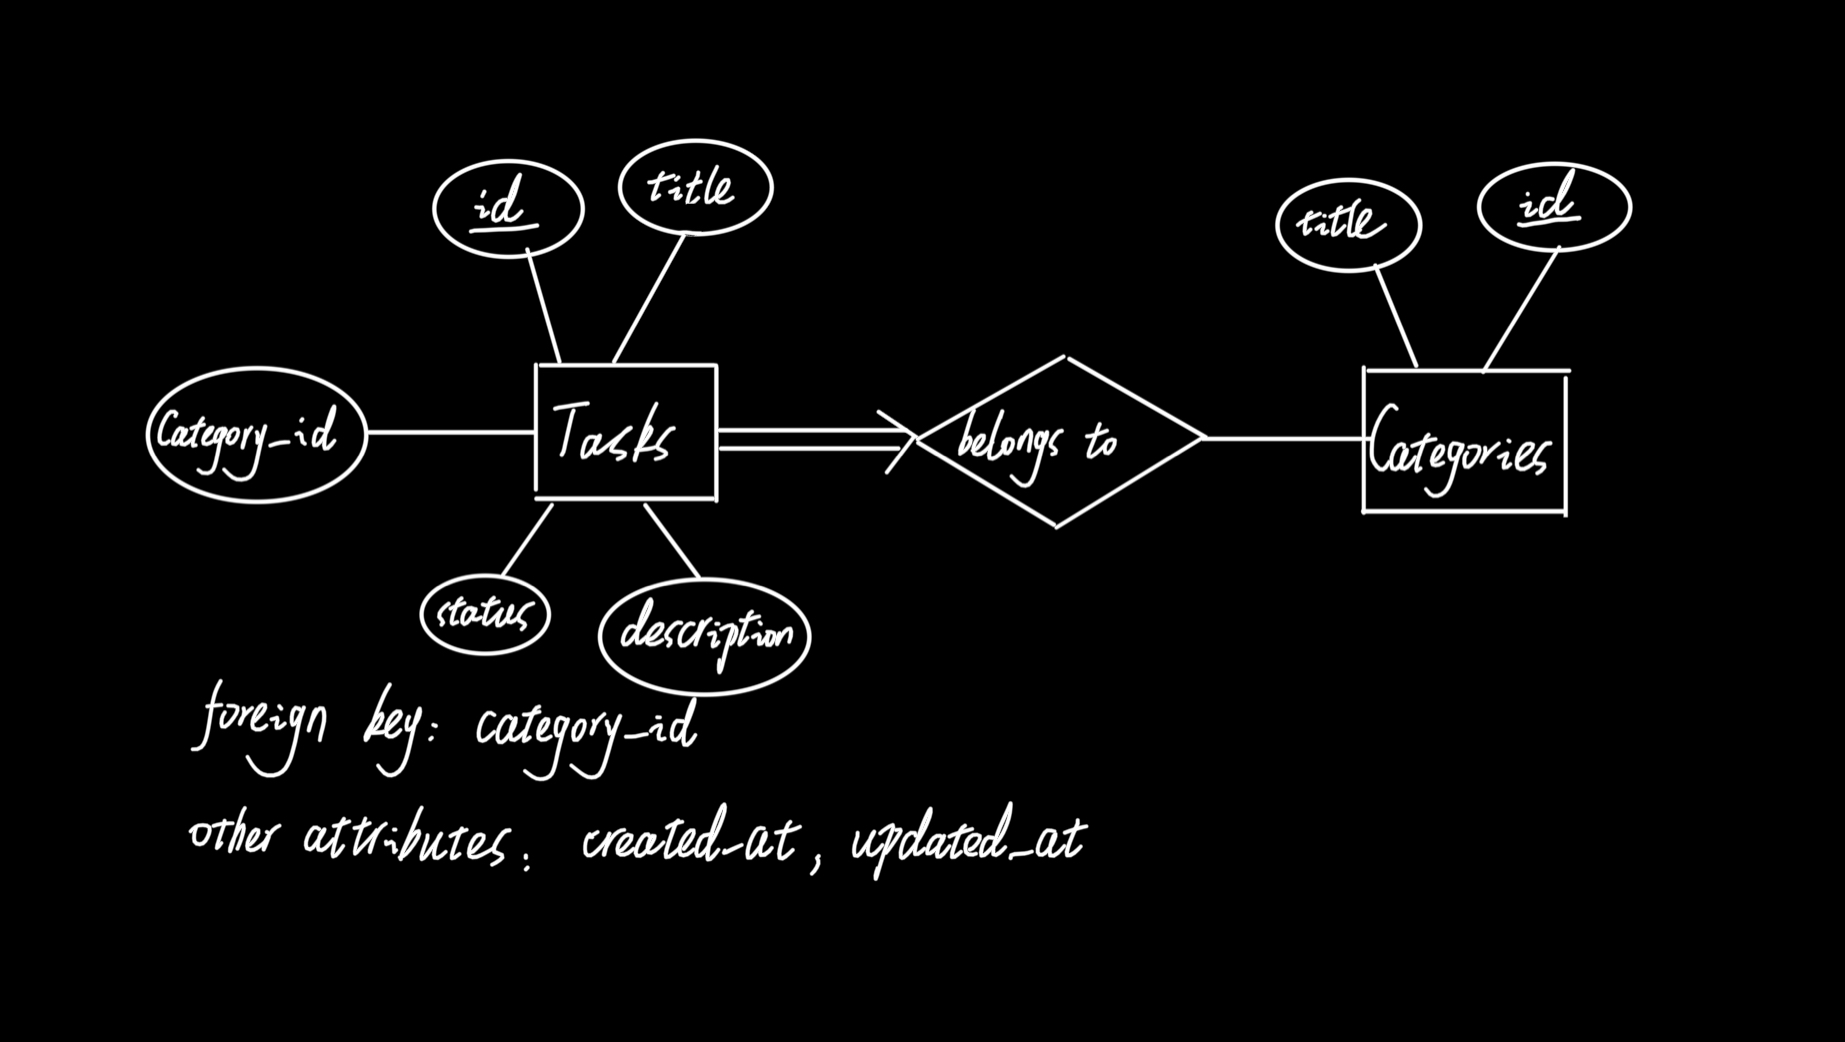 id
title
title
id
Category_id
Tasks
belongs to
Categories
status
description
foreign key: category_id
other attributes: created_at, updated_at